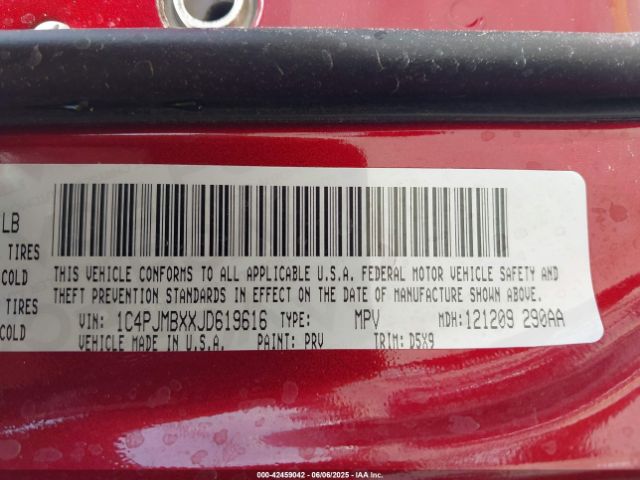 LB
TIRES
COLD
TIRES
COLD
THIS VEHICLE CONFORMS TO ALL APPLICABLE U.S.A. FEDERAL MOTOR VEHICLE SAFETY AND
THEFT PREVENTION STANDARDS IN EFFECT ON THE DATE OF MANUFACTURE SHOWN ABOVE.
VIN: 1C4PJMBXXJD619616 TYPE: MPV MDH:121209 290AA
VEHICLE MADE IN U.S.A. PAINT: PRV TRIM: D5X9
000-42459042 - 06/06/2025 - IAA Inc.